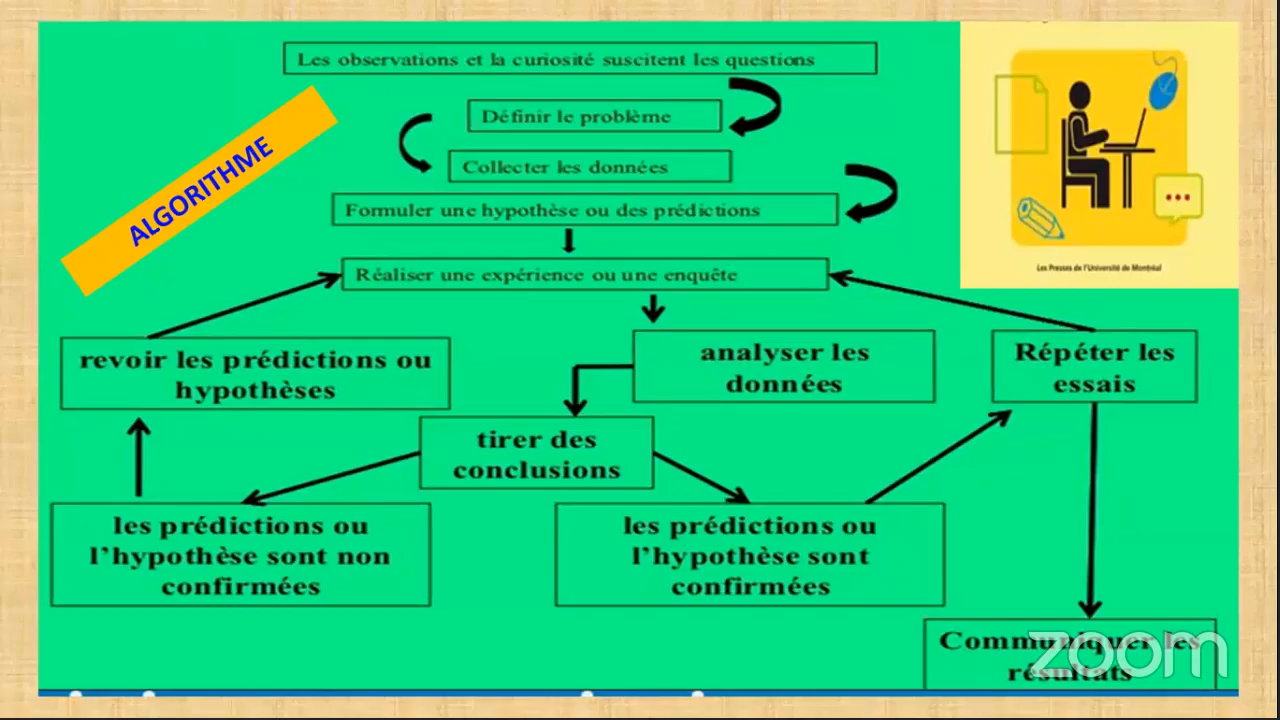 Les observations et la curiosité suscitent les questions
Définir le problème
ALGORITHME
Collecter les données
Formuler une hypothèse ou des prédictions
Les Presses de l'Université de Montréal
Réaliser une expérience ou une enquête
revoir les prédictions ou
hypothèses
analyser les
données
Répéter les
essais
tirer des
conclusions
les prédictions ou
l'hypothèse sont non
confirmées
les prédictions ou
l'hypothèse sont
confirmées
Communiquer les
résultats
zoom